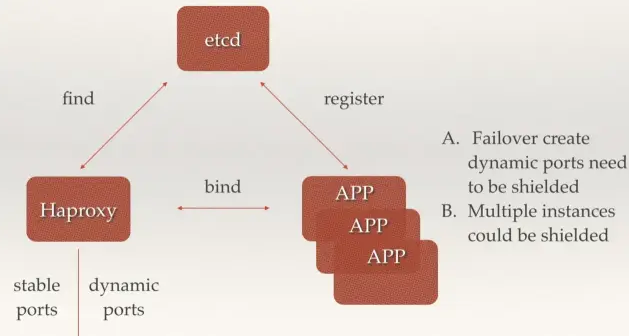 etcd
find
register
A. Failover create
dynamic ports need
to be shielded
B. Multiple instances
could be shielded
bind
Haproxy
APP
APP
APP
stable
ports
dynamic
ports